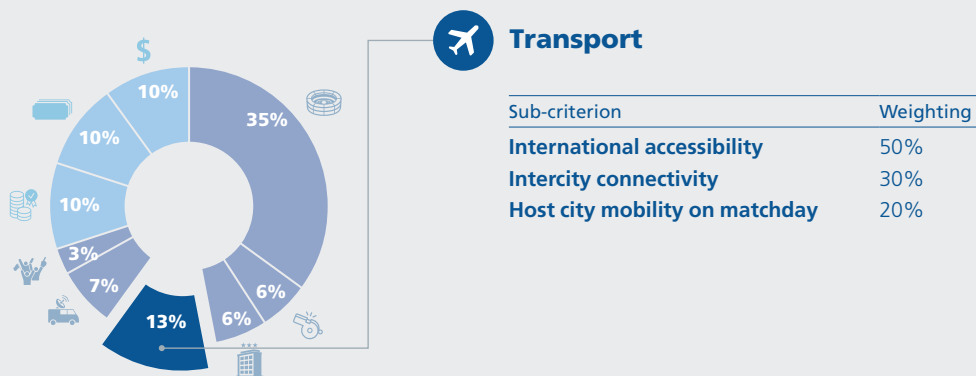 Transport
$
10%
35%
10%
10%
3%
7%
13%
6%
6%
Sub-criterion Weighting
International accessibility 50%
Intercity connectivity 30%
Host city mobility on matchday 20%